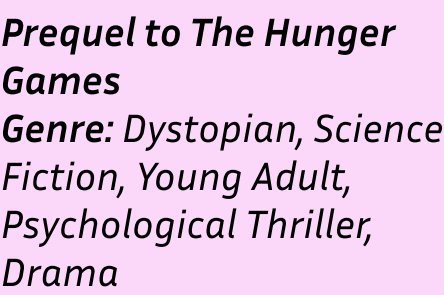 Prequel to The Hunger
Games
Genre: Dystopian, Science
Fiction, Young Adult,
Psychological Thriller,
Drama